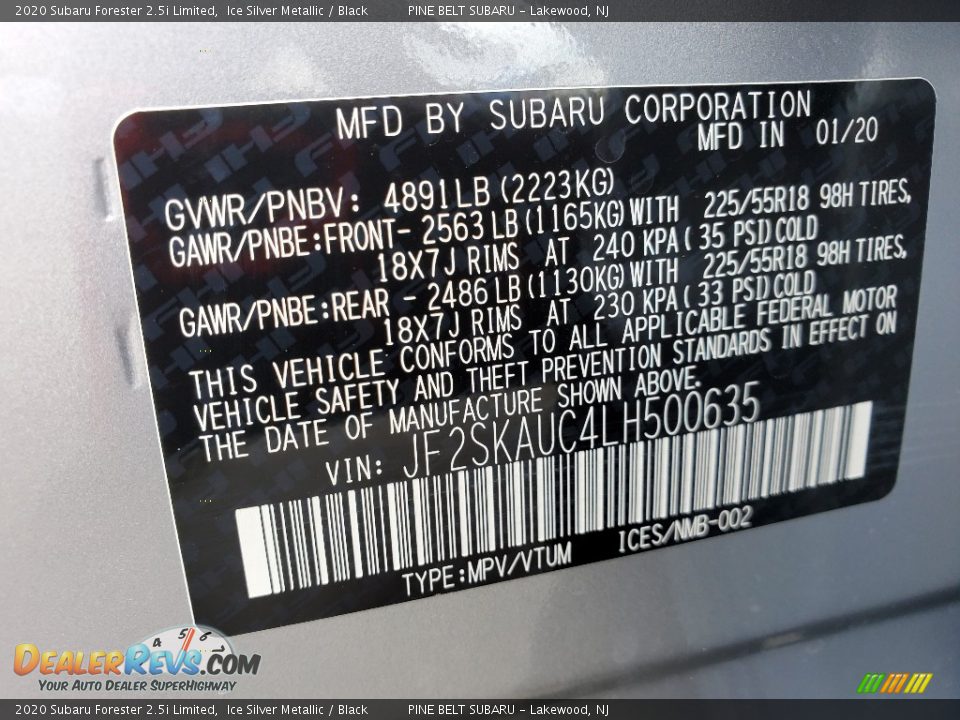 2020 Subaru Forester 2.5i Limited,  Ice Silver Metallic / Black        PINE BELT SUBARU - Lakewood, NJ
MFD BY SUBARU CORPORATION
MFD IN 01/20
GVWR/PNBV: 4891LB (2223KG)
GAWR/PNBE:FRONT- 2563LB (1165KG) WITH 225/55R18 98H TIRES,
18X7J RIMS AT 240 KPA( 35 PSI)COLD
GAWR/PNBE:REAR - 2486LB (1130KG) WITH 225/55R18 98H TIRES,
18X7J RIMS AT 230 KPA( 33 PSI)COLD
THIS VEHICLE CONFORMS TO ALL APPLICABLE FEDERAL MOTOR
VEHICLE SAFETY AND THEFT PREVENTION STANDARDS IN EFFECT ON
THE DATE OF MANUFACTURE SHOWN ABOVE.
VIN: JF2SKAUC4LH500635
TYPE:MPV/VTUM ICES/NMB-002
4 5 6
DEALERREVS.COM
YOUR AUTO DEALER SUPERHIGHWAY
2020 Subaru Forester 2.5i Limited,  Ice Silver Metallic / Black        PINE BELT SUBARU - Lakewood, NJ